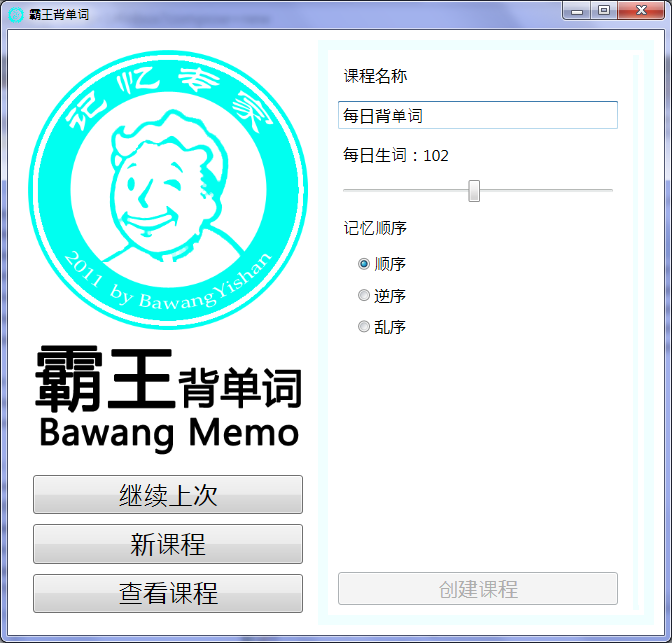 霸王背单词
记忆专家
2011 by BawangYishan
霸王背单词
Bawang Memo
继续上次
新课程
查看课程
课程名称
每日背单词
每日生词：102
记忆顺序
顺序
逆序
乱序
创建课程